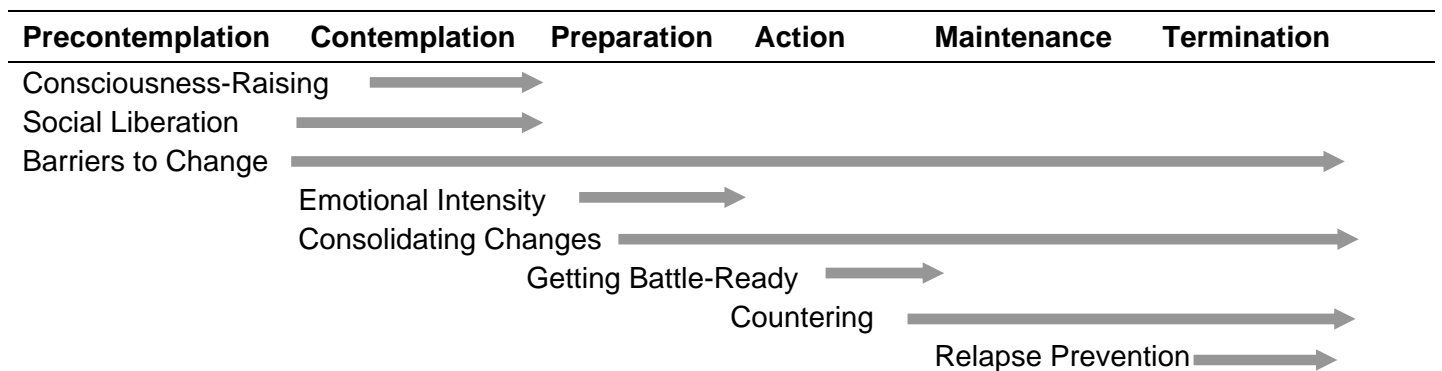 Precontemplation Contemplation Preparation Action Maintenance Termination
Consciousness-Raising
Social Liberation
Barriers to Change
Emotional Intensity
Consolidating Changes
Getting Battle-Ready
Countering
Relapse Prevention